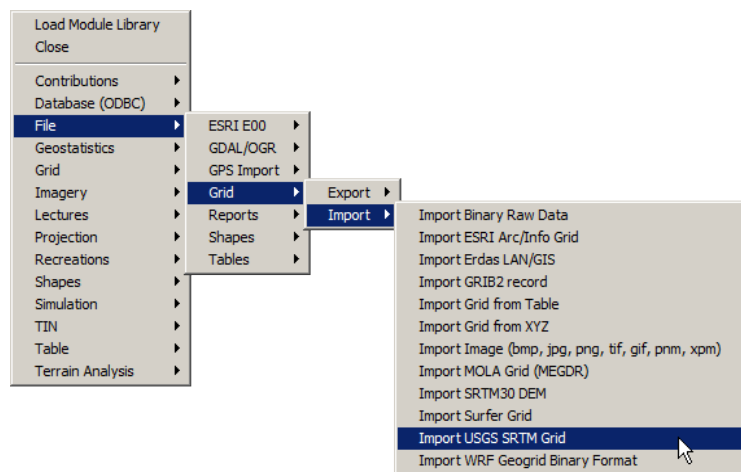 Load Module Library
Close
Contributions
Database (ODBC)
File
Geostatistics
Grid
Imagery
Lectures
Projection
Recreations
Shapes
Simulation
TIN
Table
Terrain Analysis
ESRI E00
GDAL/OGR
GPS Import
Grid
Reports
Shapes
Tables
Export
Import
Import Binary Raw Data
Import ESRI Arc/Info Grid
Import Erdas LAN/GIS
Import GRIB2 record
Import Grid from Table
Import Grid from XYZ
Import Image (bmp, jpg, png, tif, gif, pnm, xpm)
Import MOLA Grid (MEGDR)
Import SRTM30 DEM
Import Surfer Grid
Import USGS SRTM Grid
Import WRF Geogrid Binary Format